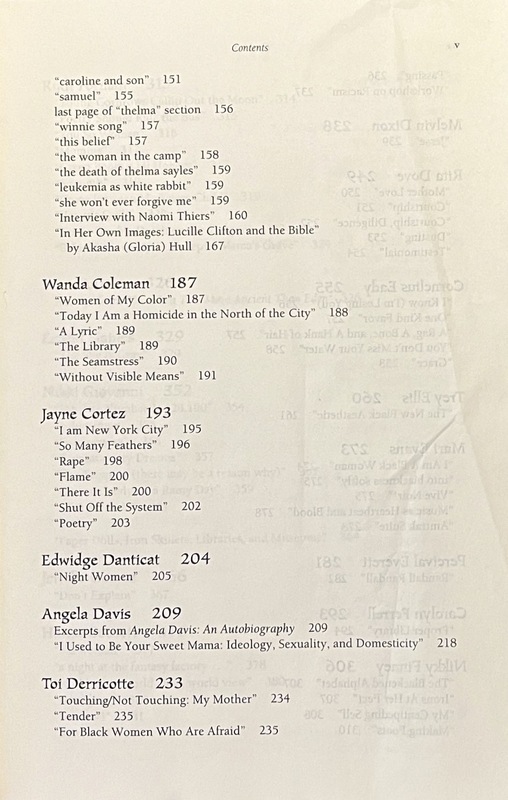 Contents v
"caroline and son" 151
"samuel" 155
last page of "thelma" section 156
"winnie song" 157
"this belief" 157
"the woman in the camp" 158
"the death of thelma sayles" 159
"leukemia as white rabbit" 159
"she won't ever forgive me" 159
"Interview with Naomi Thiers" 160
"In Her Own Images: Lucille Clifton and the Bible"
by Akasha (Gloria) Hull 167
Wanda Coleman 187
"Women of My Color" 187
"Today I Am a Homicide in the North of the City" 188
"A Lyric" 189
"The Library" 189
"The Seamstress" 190
"Without Visible Means" 191
Jayne Cortez 193
"I am New York City" 195
"So Many Feathers" 196
"Rape" 198
"Flame" 200
"There It Is" 200
"Shut Off the System" 202
"Poetry" 203
Edwidge Danticat 204
"Night Women" 205
Angela Davis 209
Excerpts from Angela Davis: An Autobiography 209
"I Used to Be Your Sweet Mama: Ideology, Sexuality, and Domesticity" 218
Toi Derricotte 233
"Touching/Not Touching: My Mother" 234
"Tender" 235
"For Black Women Who Are Afraid" 235